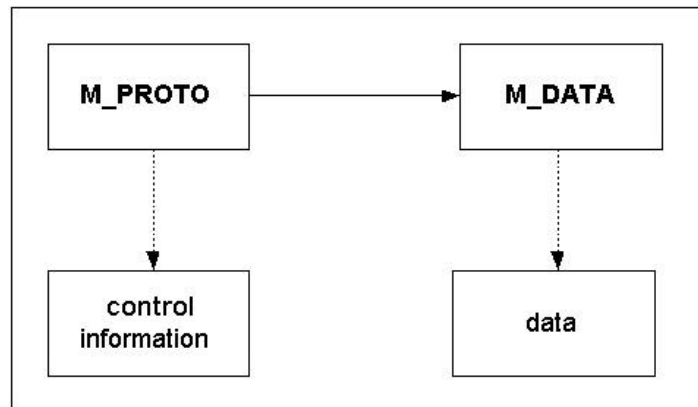 M_PROTO
M_DATA
control
information
data